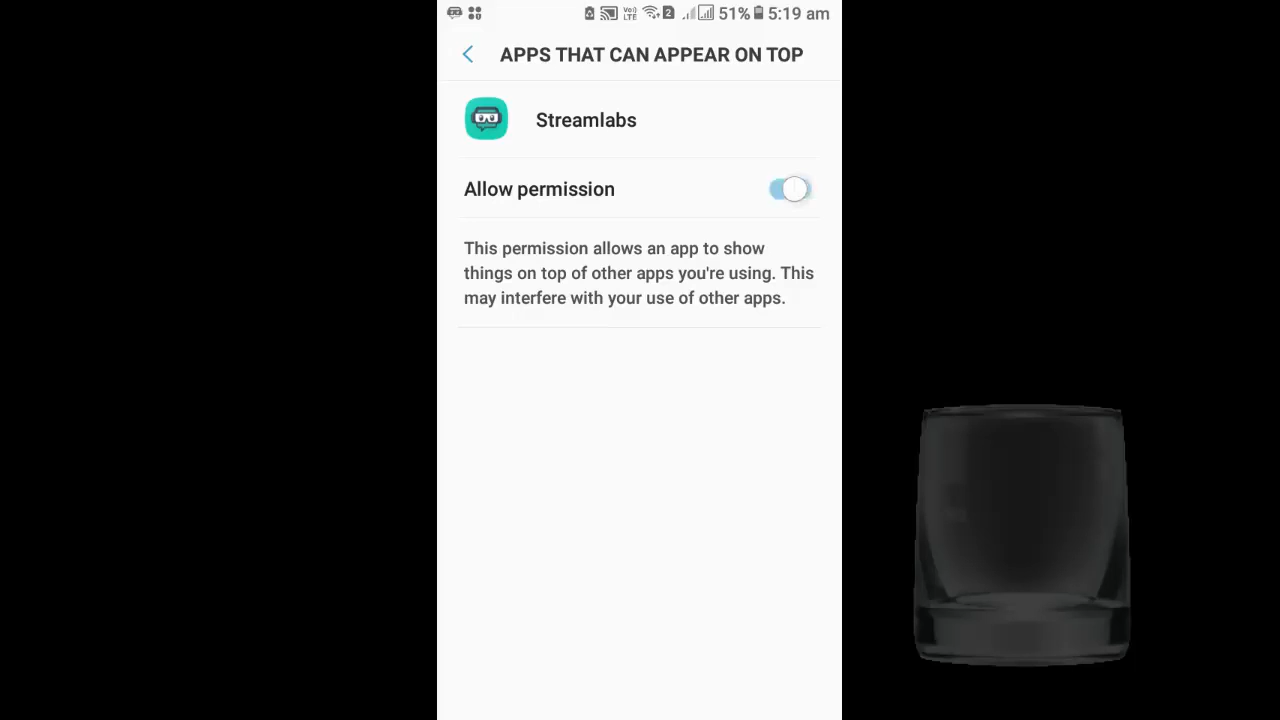 2 51% 5:19 am
APPS THAT CAN APPEAR ON TOP
Streamlabs
Allow permission
This permission allows an app to show
things on top of other apps you're using. This
may interfere with your use of other apps.